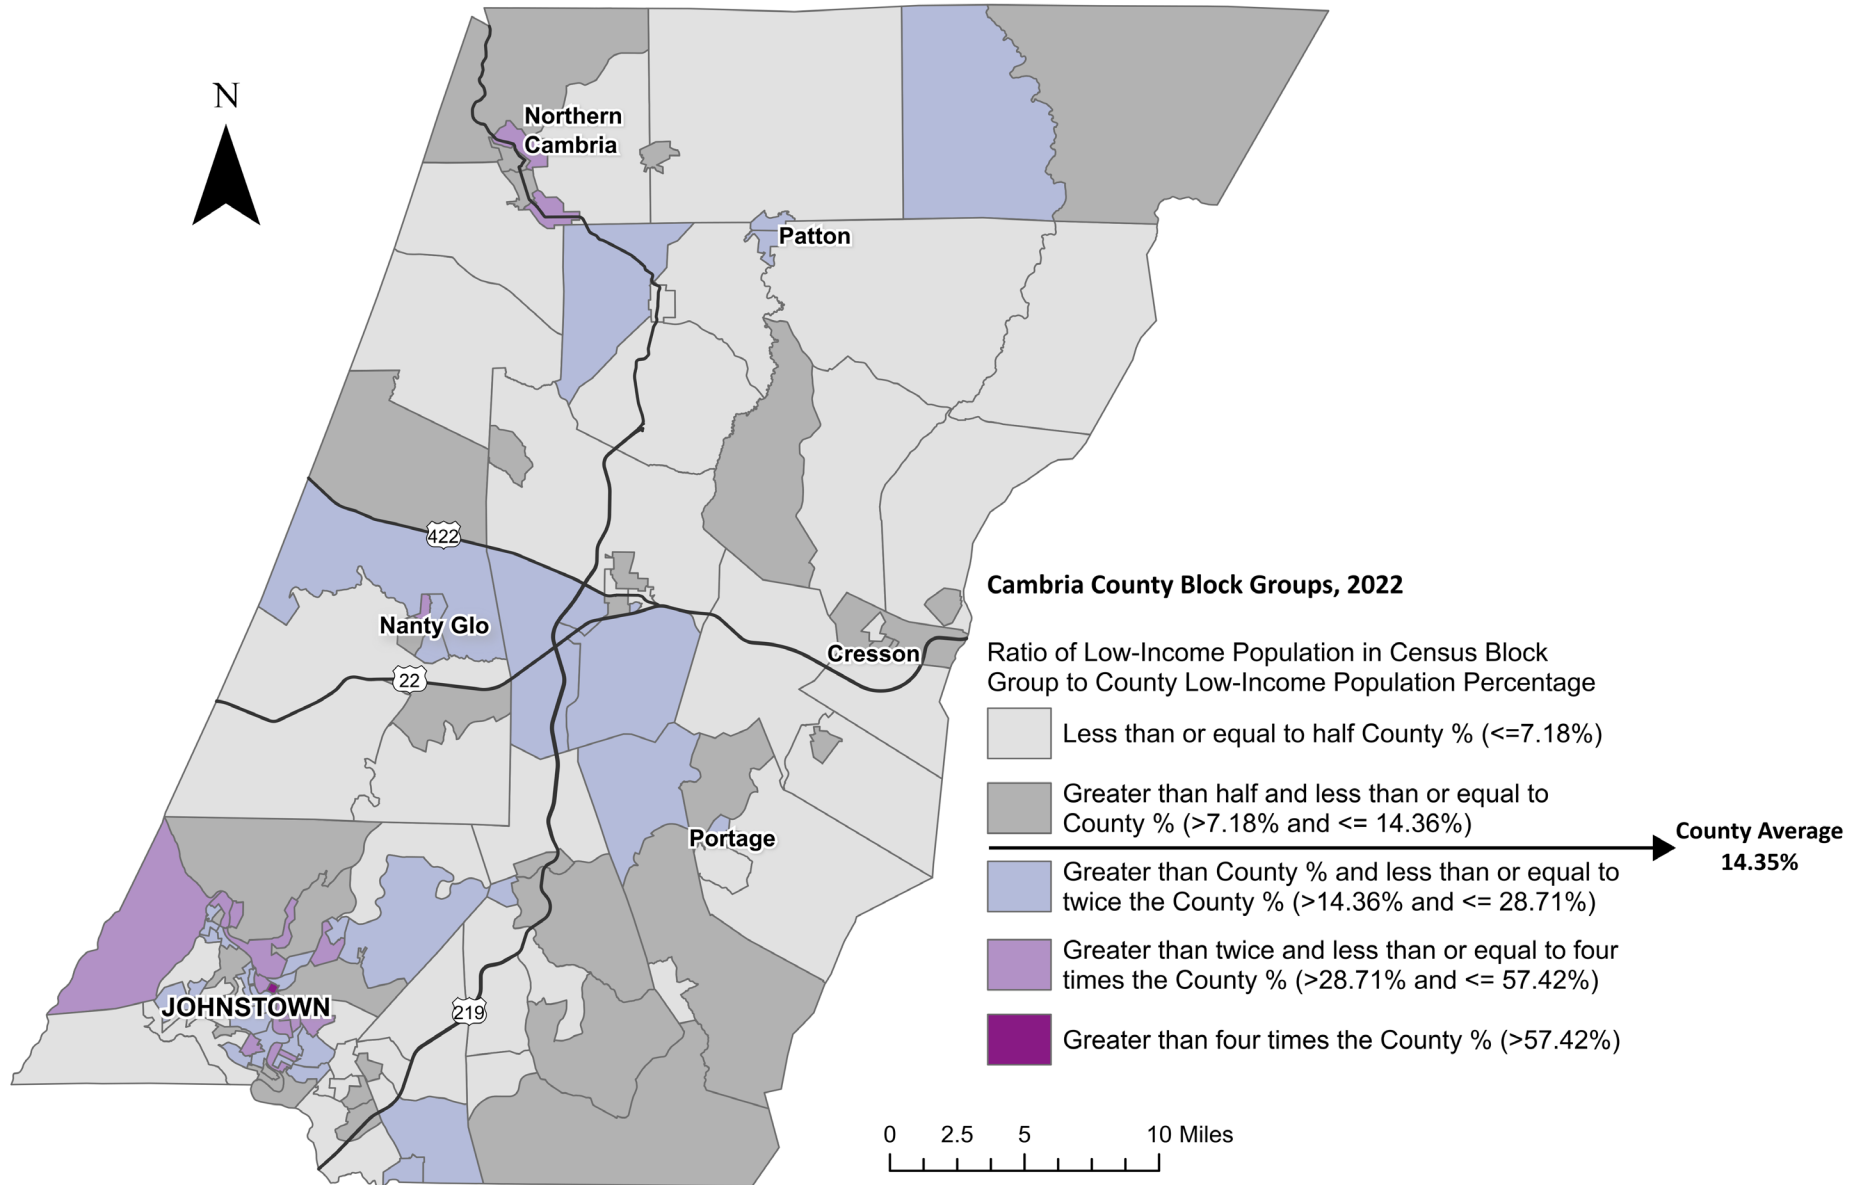 N
Northern
Cambria
Patton
422
Nanty Glo
22
Cresson
Portage
JOHNSTOWN
219
Cambria County Block Groups, 2022
Ratio of Low-Income Population in Census Block
Group to County Low-Income Population Percentage
Less than or equal to half County % (<=7.18%)
Greater than half and less than or equal to
County % (>7.18% and <= 14.36%)
County Average
14.35%
Greater than County % and less than or equal to
twice the County % (>14.36% and <= 28.71%)
Greater than twice and less than or equal to four
times the County % (>28.71% and <= 57.42%)
Greater than four times the County % (>57.42%)
0 2.5 5 10 Miles